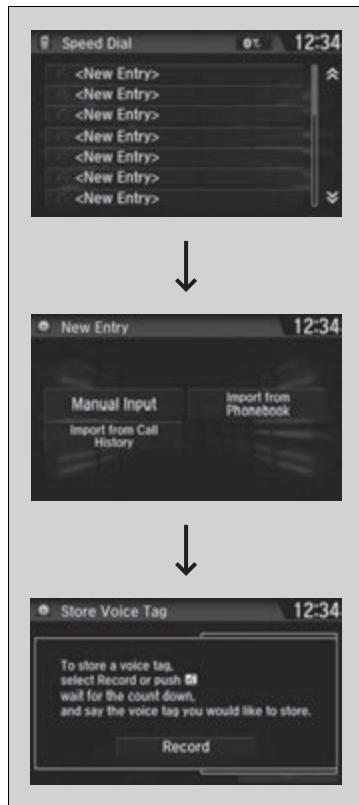 Speed Dial 12:34
<New Entry>
<New Entry>
<New Entry>
<New Entry>
<New Entry>
<New Entry>
<New Entry>
New Entry 12:34
Manual Input
Import from
Phonebook
Import from Call
History
Store Voice Tag 12:34
To store a voice tag,
select Record or push
wait for the count down,
and say the voice tag you would like to store.
Record